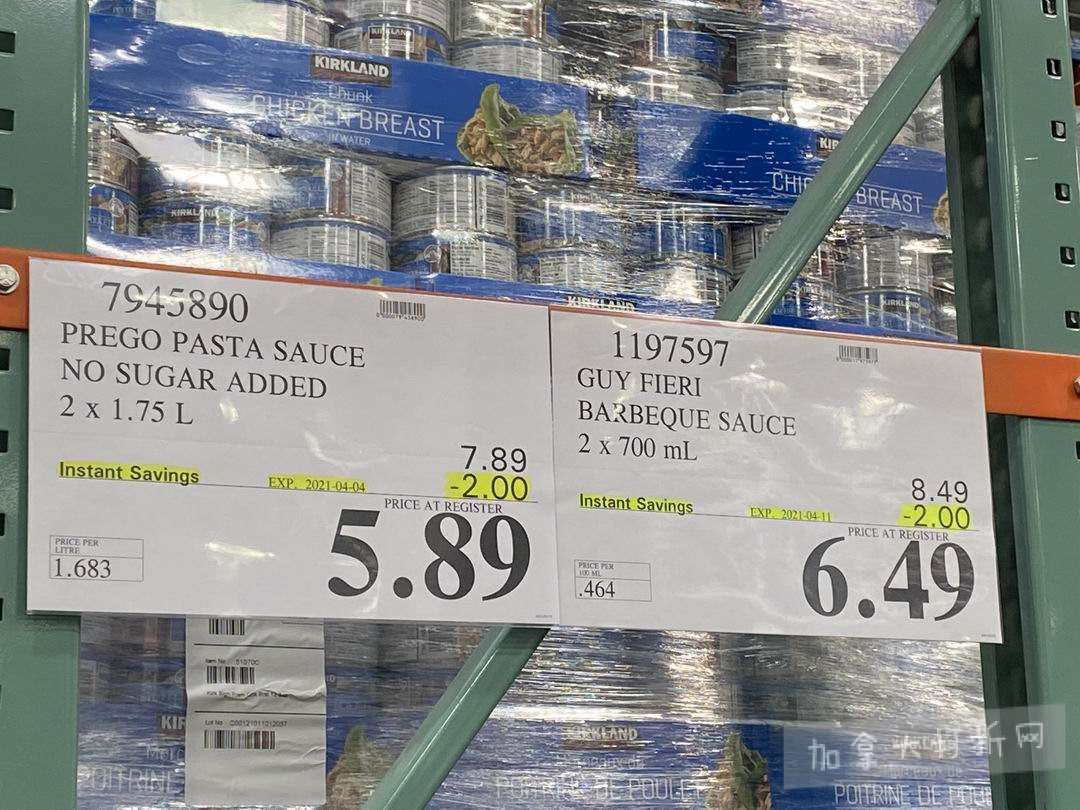 KIRKLAND
Chunk
CHICKEN BREAST
IN WATER
KIRKLAND
BREAST
KIRKLAND
7945890
PREGO PASTA SAUCE
NO SUGAR ADDED
2 x 1.75 L
7.89
Instant Savings EXP. 2021-04-04 -2.00
PRICE AT REGISTER
5.89
PRICE PER
LITRE
1.683
1197597
GUY FIERI
BARBEQUE SAUCE
2 x 700 mL
8.49
Instant Savings EXP. 2021-04-11 -2.00
PRICE AT REGISTER
6.49
PRICE PER
100 ML
.464
KIRKLAND
POITRINE DE POULET
POITRINE DE
加拿大打折网